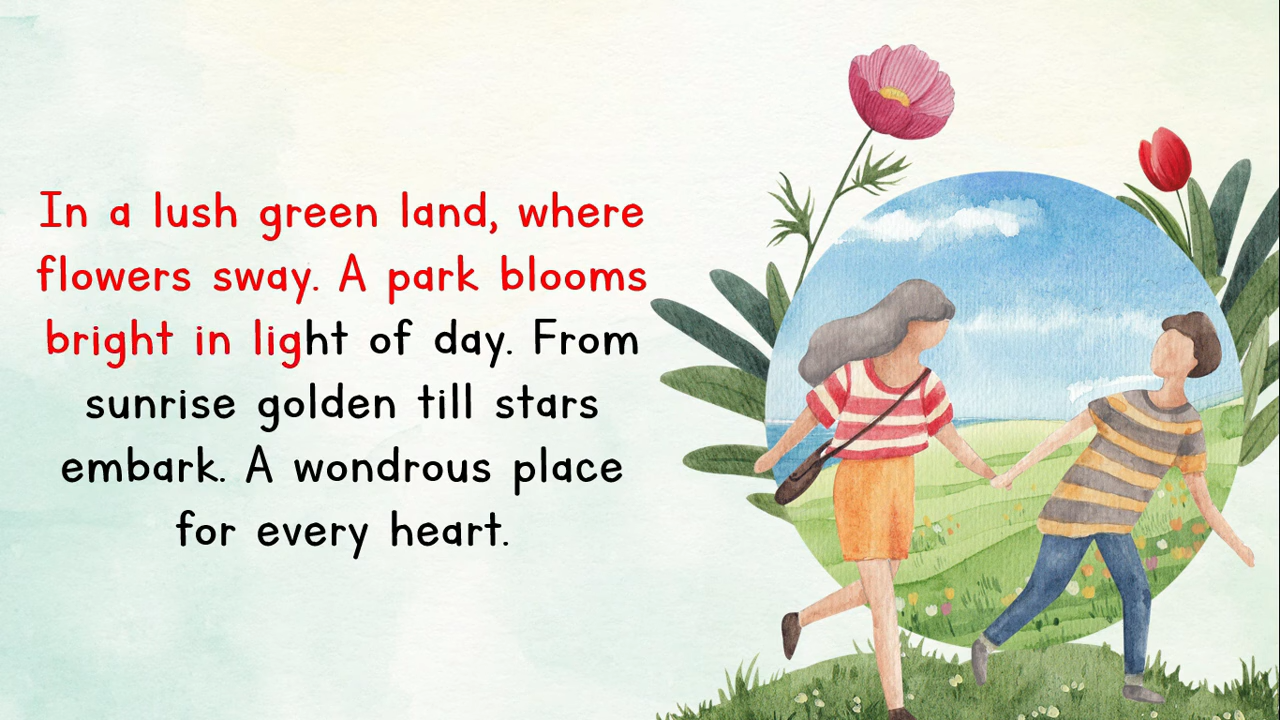 In a lush green land, where
flowers sway. A park blooms
bright in light of day. From
sunrise golden till stars
embark. A wondrous place
for every heart.